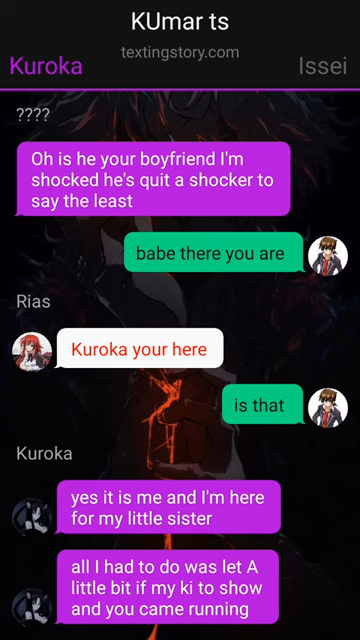 KUmar ts
textingstory.com
Kuroka
Issei
????
Oh is he your boyfriend I'm
shocked he's quit a shocker to
say the least
babe there you are
Rias
Kuroka your here
is that
Kuroka
yes it is me and I'm here
for my little sister
all I had to do was let A
little bit if my ki to show
and you came running